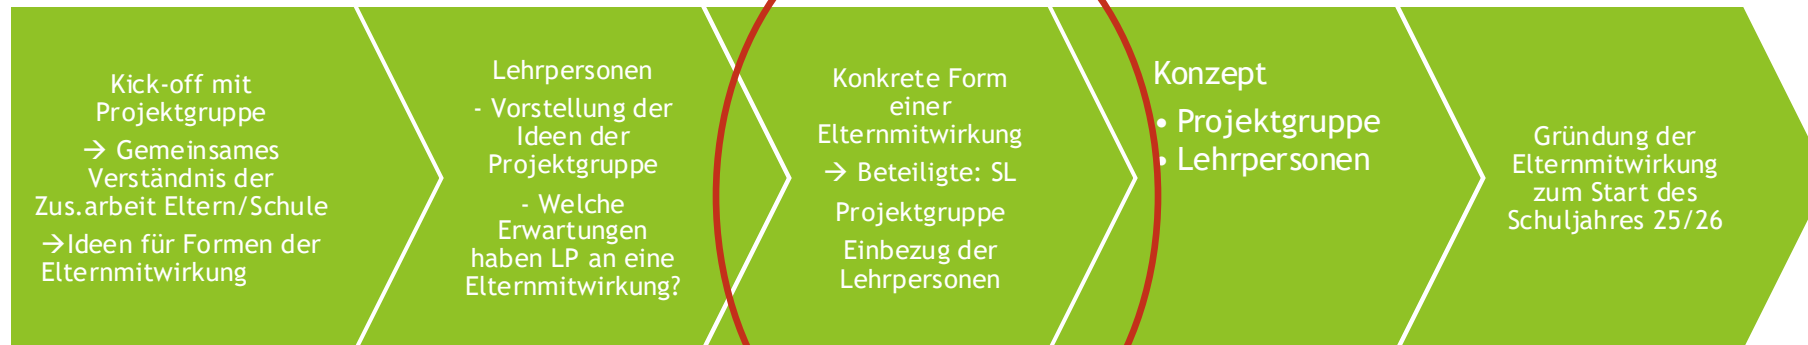 Kick-off mit
Projektgruppe
→ Gemeinsames
Verständnis der
Zus.arbeit Eltern/Schule
→Ideen für Formen der
Elternmitwirkung
Lehrpersonen
- Vorstellung der
Ideen der
Projektgruppe
- Welche
Erwartungen
haben LP an eine
Elternmitwirkung?
Konkrete Form
einer
Elternmitwirkung
→ Beteiligte: SL
Projektgruppe
Einbezug der
Lehrpersonen
Konzept
• Projektgruppe
• Lehrpersonen
Gründung der
Elternmitwirkung
zum Start des
Schuljahres 25/26